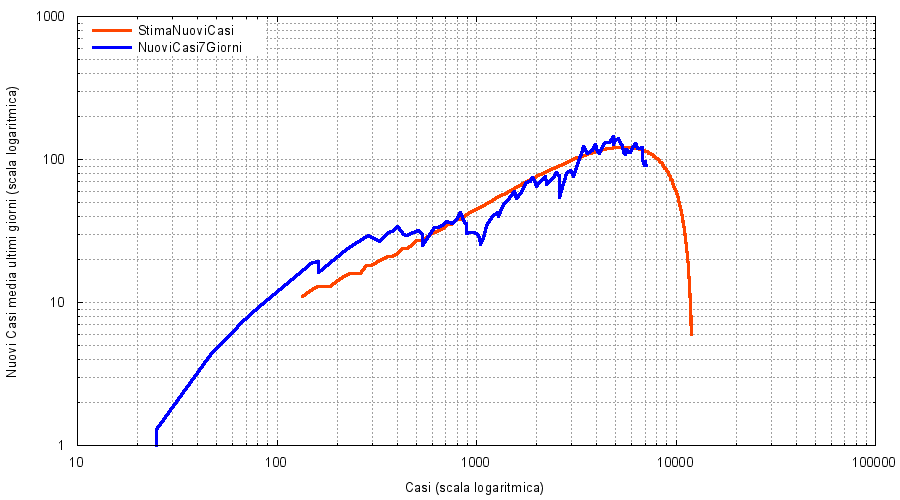 1000
StimaNuoviCasi
NuoviCasi7Giorni
100
Nuovi Casi media ultimi giorni (scala logaritmica)
10
1
10 100 1000 10000 100000
Casi (scala logaritmica)